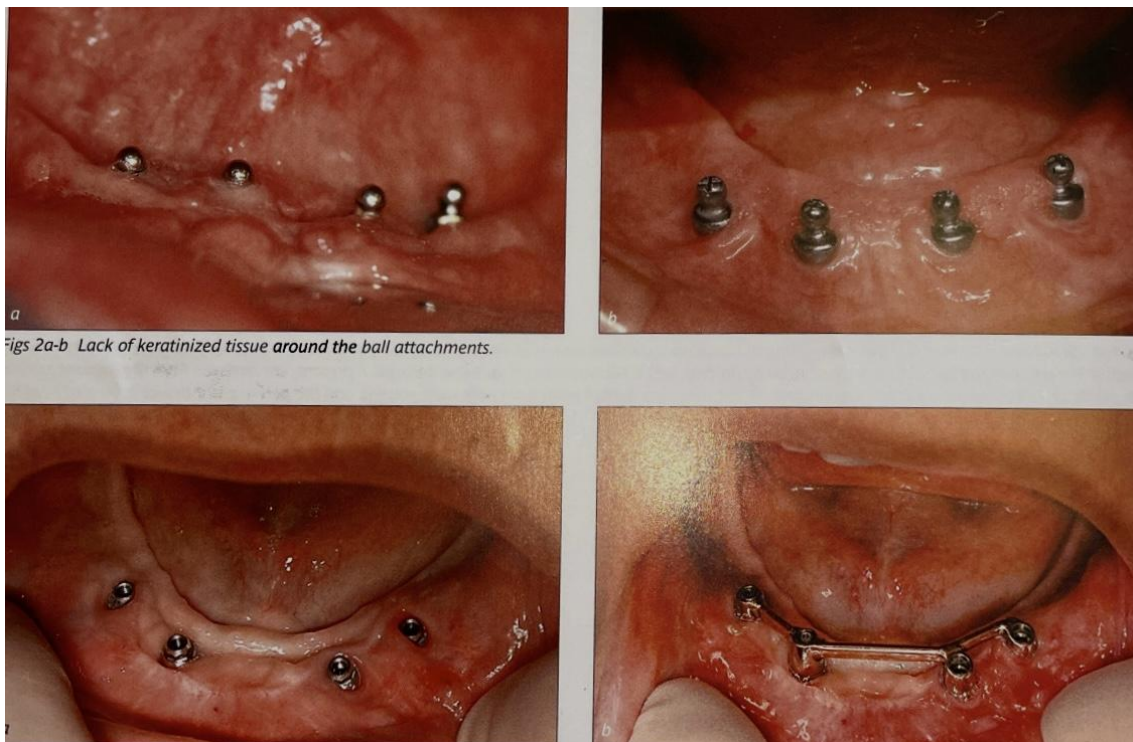 a
b
Figs 2a-b Lack of keratinized tissue around the ball attachments.
a
b